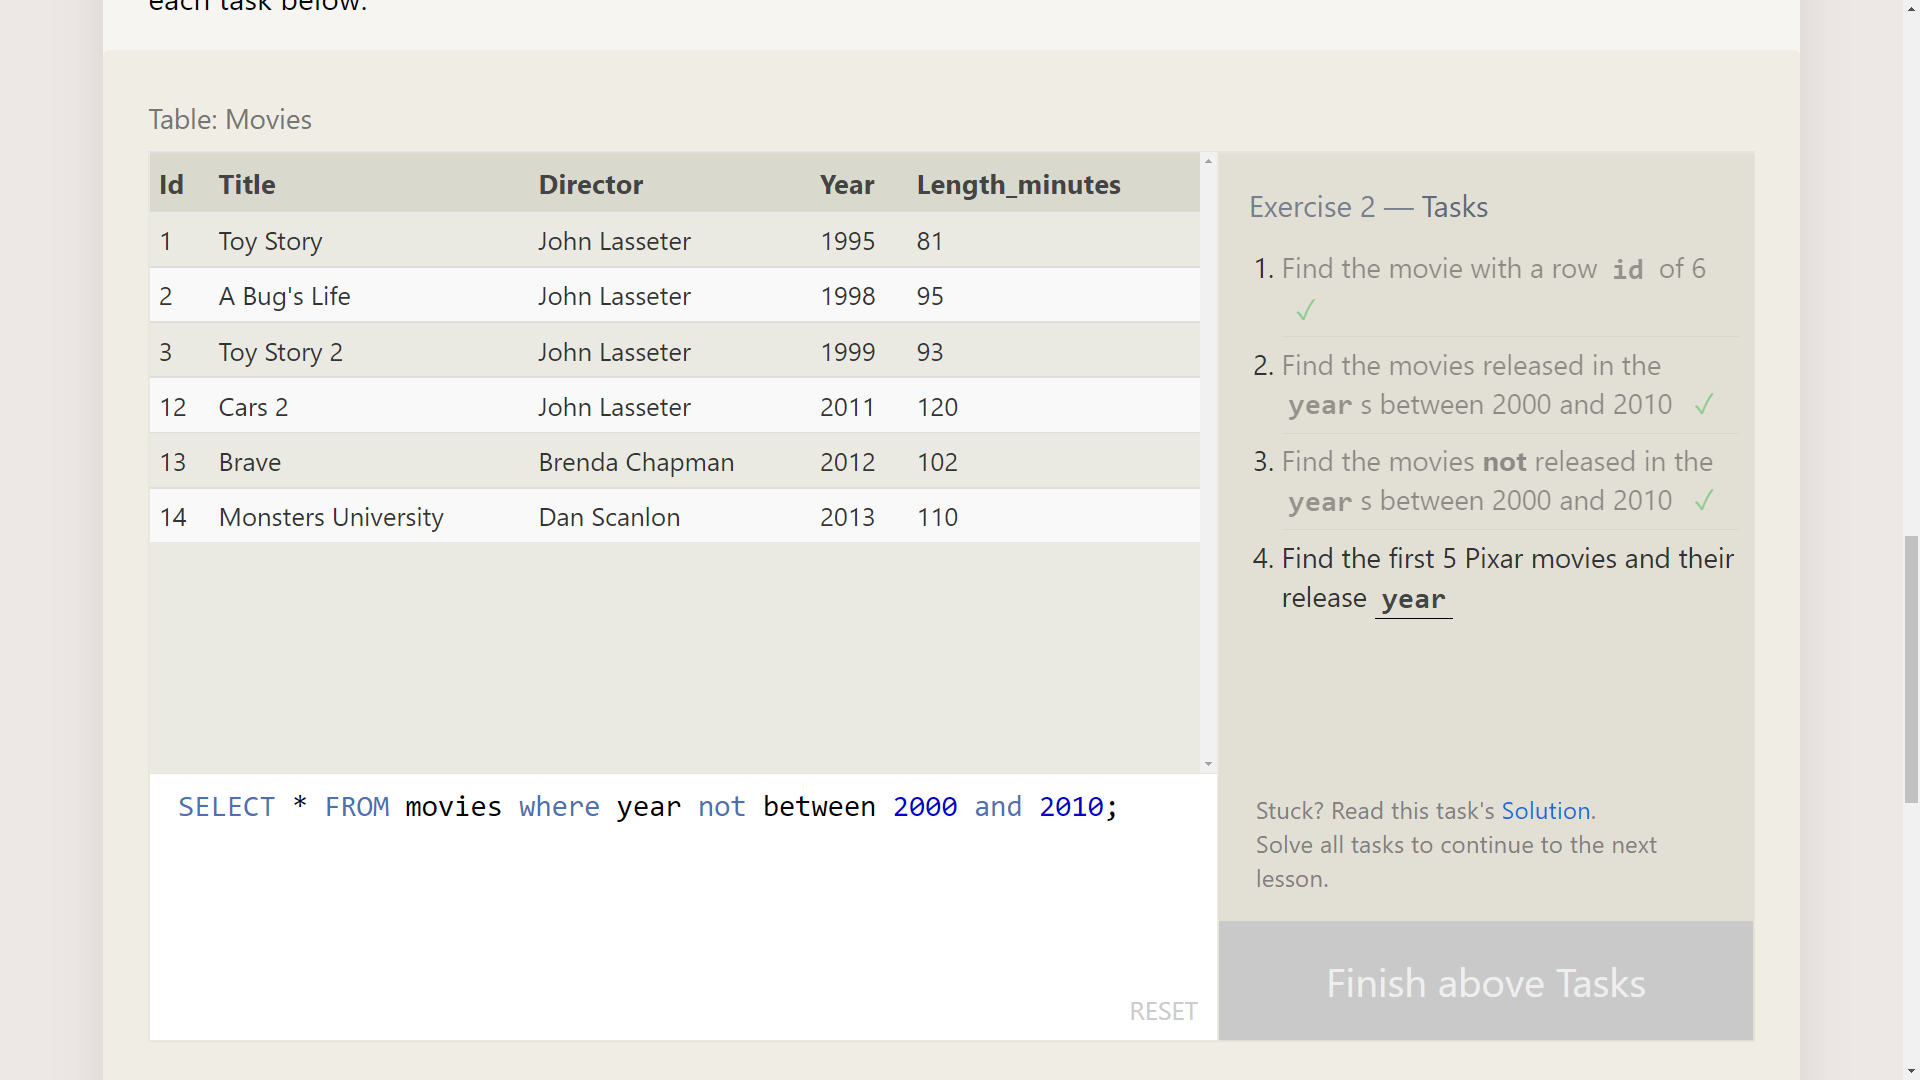 each task below.
Table: Movies
Id Title Director Year Length_minutes
1 Toy Story John Lasseter 1995 81
2 A Bug's Life John Lasseter 1998 95
3 Toy Story 2 John Lasseter 1999 93
12 Cars 2 John Lasseter 2011 120
13 Brave Brenda Chapman 2012 102
14 Monsters University Dan Scanlon 2013 110
SELECT * FROM movies where year not between 2000 and 2010;
RESET
Exercise 2 — Tasks
1. Find the movie with a row id of 6
✓
2. Find the movies released in the
year s between 2000 and 2010 ✓
3. Find the movies not released in the
year s between 2000 and 2010 ✓
4. Find the first 5 Pixar movies and their
release year
Stuck? Read this task's Solution.
Solve all tasks to continue to the next
lesson.
Finish above Tasks